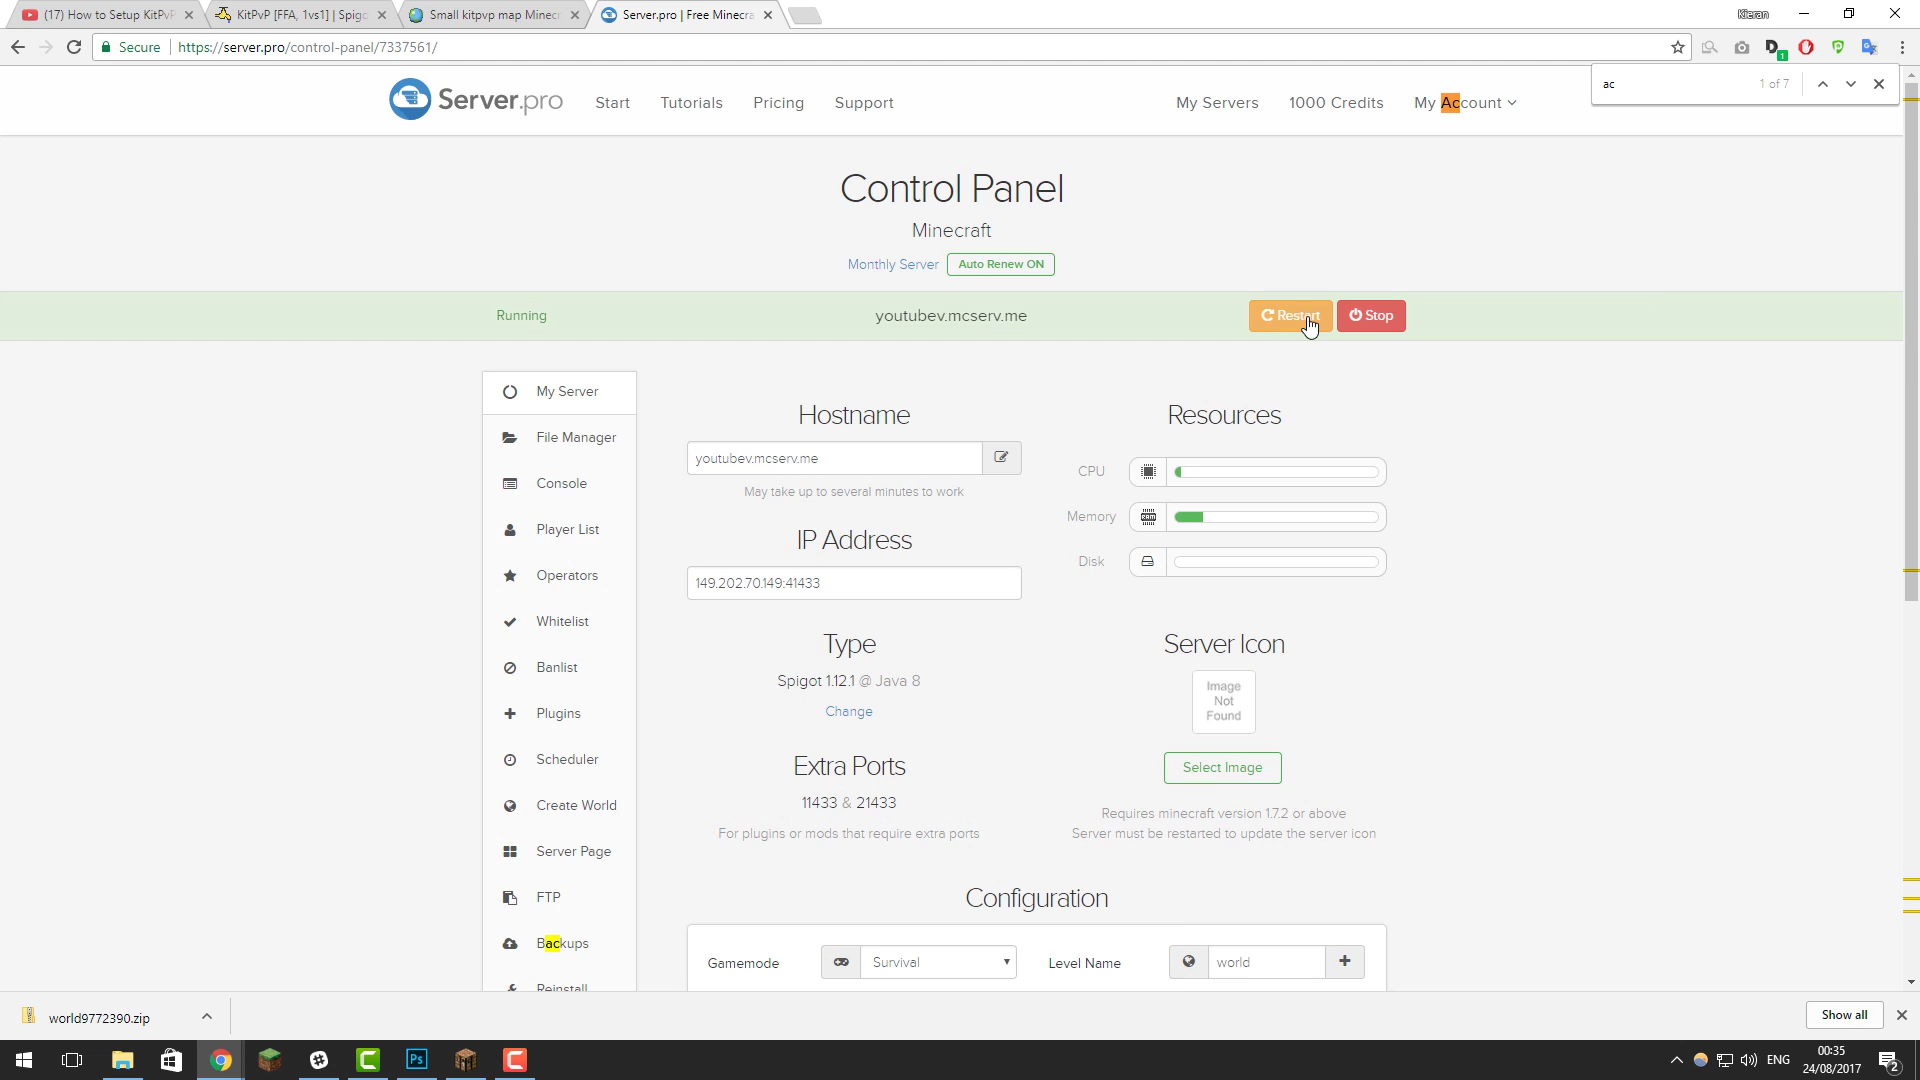 (17) How to Setup KitPvP
KitPvP [FFA, 1vs1] | Spigo
Small kitpvp map Minec
Server.pro | Free Minecra
Kieran
Secure
https://server.pro/control-panel/7337561/
1
ac
1 of 7
Server.pro
Start
Tutorials
Pricing
Support
My Servers
1000 Credits
My Account
Control Panel
Minecraft
Monthly Server
Auto Renew ON
Running
youtubev.mcserv.me
Restart
Stop
My Server
File Manager
Console
Player List
Operators
Whitelist
Banlist
Plugins
Scheduler
Create World
Server Page
FTP
Backups
Reinstall
Hostname
youtubev.mcserv.me
May take up to several minutes to work
IP Address
149.202.70.149:41433
Type
Spigot 1.12.1 @ Java 8
Change
Extra Ports
11433 & 21433
For plugins or mods that require extra ports
Resources
CPU
Memory
Disk
Server Icon
Image
Not
Found
Select Image
Requires minecraft version 1.7.2 or above
Server must be restarted to update the server icon
Configuration
Gamemode
Survival
Level Name
world
world9772390.zip
Show all
Ps
ENG
00:35
24/08/2017
2